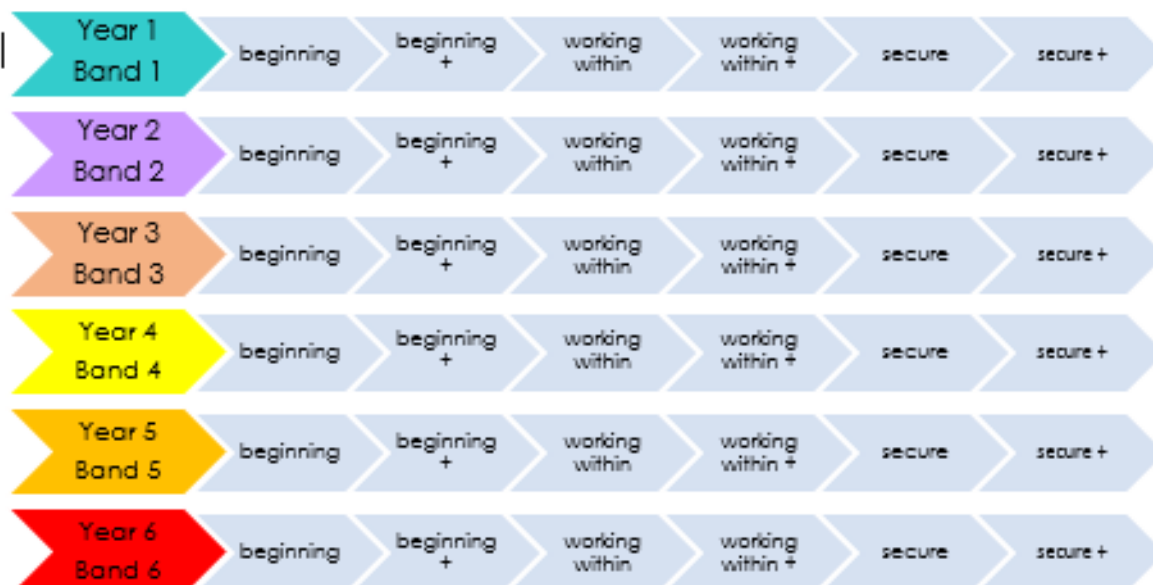 Year 1
Band 1
beginning
beginning
+
working
within
working
within +
secure
secure +
Year 2
Band 2
beginning
beginning
+
working
within
working
within +
secure
secure +
Year 3
Band 3
beginning
beginning
+
working
within
working
within +
secure
secure +
Year 4
Band 4
beginning
beginning
+
working
within
working
within +
secure
secure +
Year 5
Band 5
beginning
beginning
+
working
within
working
within +
secure
secure +
Year 6
Band 6
beginning
beginning
+
working
within
working
within +
secure
secure +